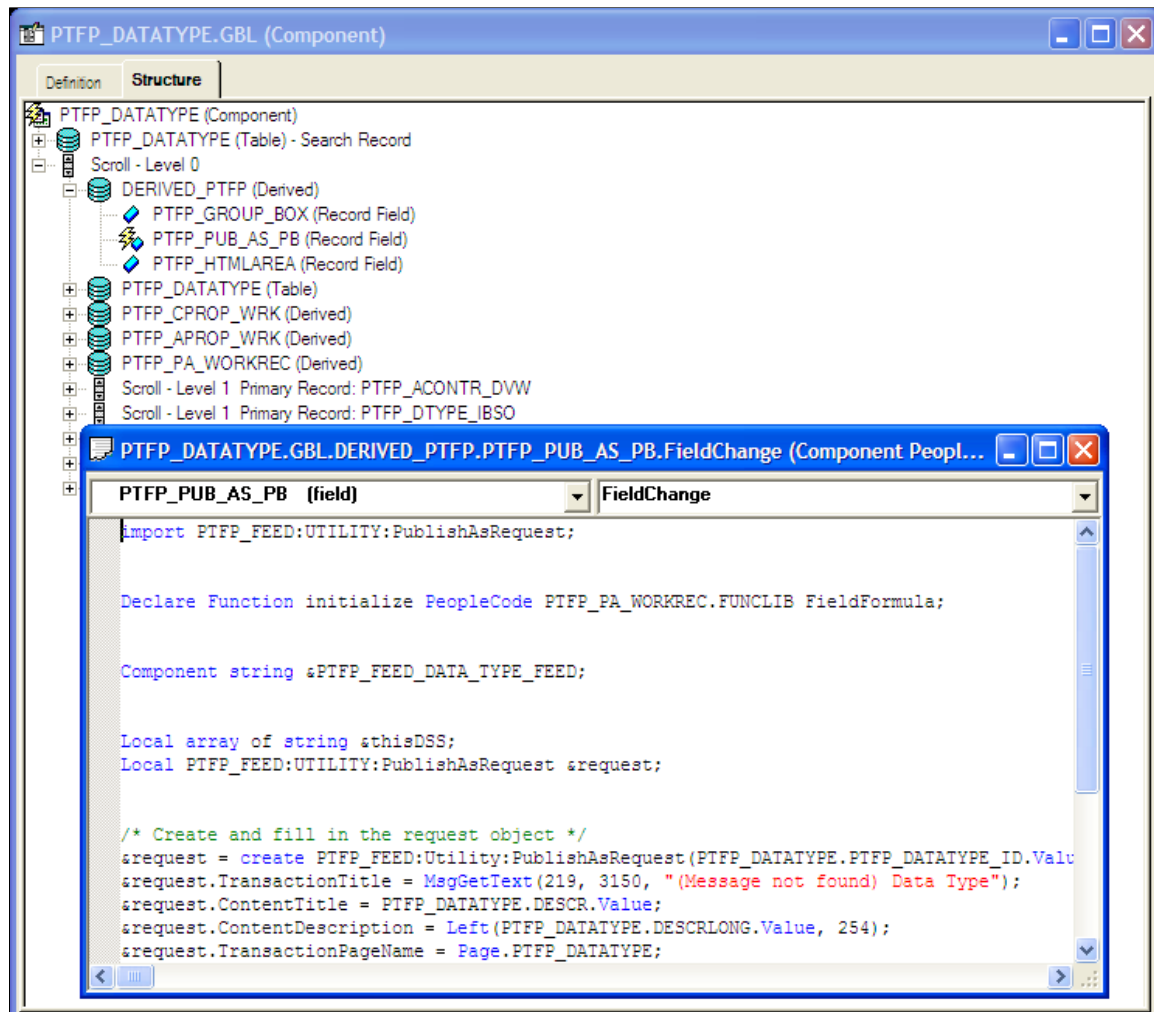 PTFP_DATATYPE.GBL (Component)
Definition Structure
PTFP_DATATYPE (Component)
PTFP_DATATYPE (Table) - Search Record
Scroll - Level 0
DERIVED_PTFP (Derived)
PTFP_GROUP_BOX (Record Field)
PTFP_PUB_AS_PB (Record Field)
PTFP_HTMLAREA (Record Field)
PTFP_DATATYPE (Table)
PTFP_CPROP_WRK (Derived)
PTFP_APROP_WRK (Derived)
PTFP_PA_WORKREC (Derived)
Scroll - Level 1 Primary Record: PTFP_ACONTR_DVW
Scroll - Level 1 Primary Record: PTFP_DTYPE_IBSO
PTFP_DATATYPE.GBL.DERIVED_PTFP.PTFP_PUB_AS_PB.FieldChange (Component Peopl...
PTFP_PUB_AS_PB (field) FieldChange
import PTFP_FEED:UTILITY:PublishAsRequest;
Declare Function initialize PeopleCode PTFP_PA_WORKREC.FUNCLIB FieldFormula;
Component string &PTFP_FEED_DATA_TYPE_FEED;
Local array of string &thisDSS;
Local PTFP_FEED:UTILITY:PublishAsRequest &request;
/* Create and fill in the request object */
&request = create PTFP_FEED:Utility:PublishAsRequest(PTFP_DATATYPE.PTFP_DATATYPE_ID.Valu
&request.TransactionTitle = MsgGetText(219, 3150, "(Message not found) Data Type");
&request.ContentTitle = PTFP_DATATYPE.DESCR.Value;
&request.ContentDescription = Left(PTFP_DATATYPE.DESCRLONG.Value, 254);
&request.TransactionPageName = Page.PTFP_DATATYPE;